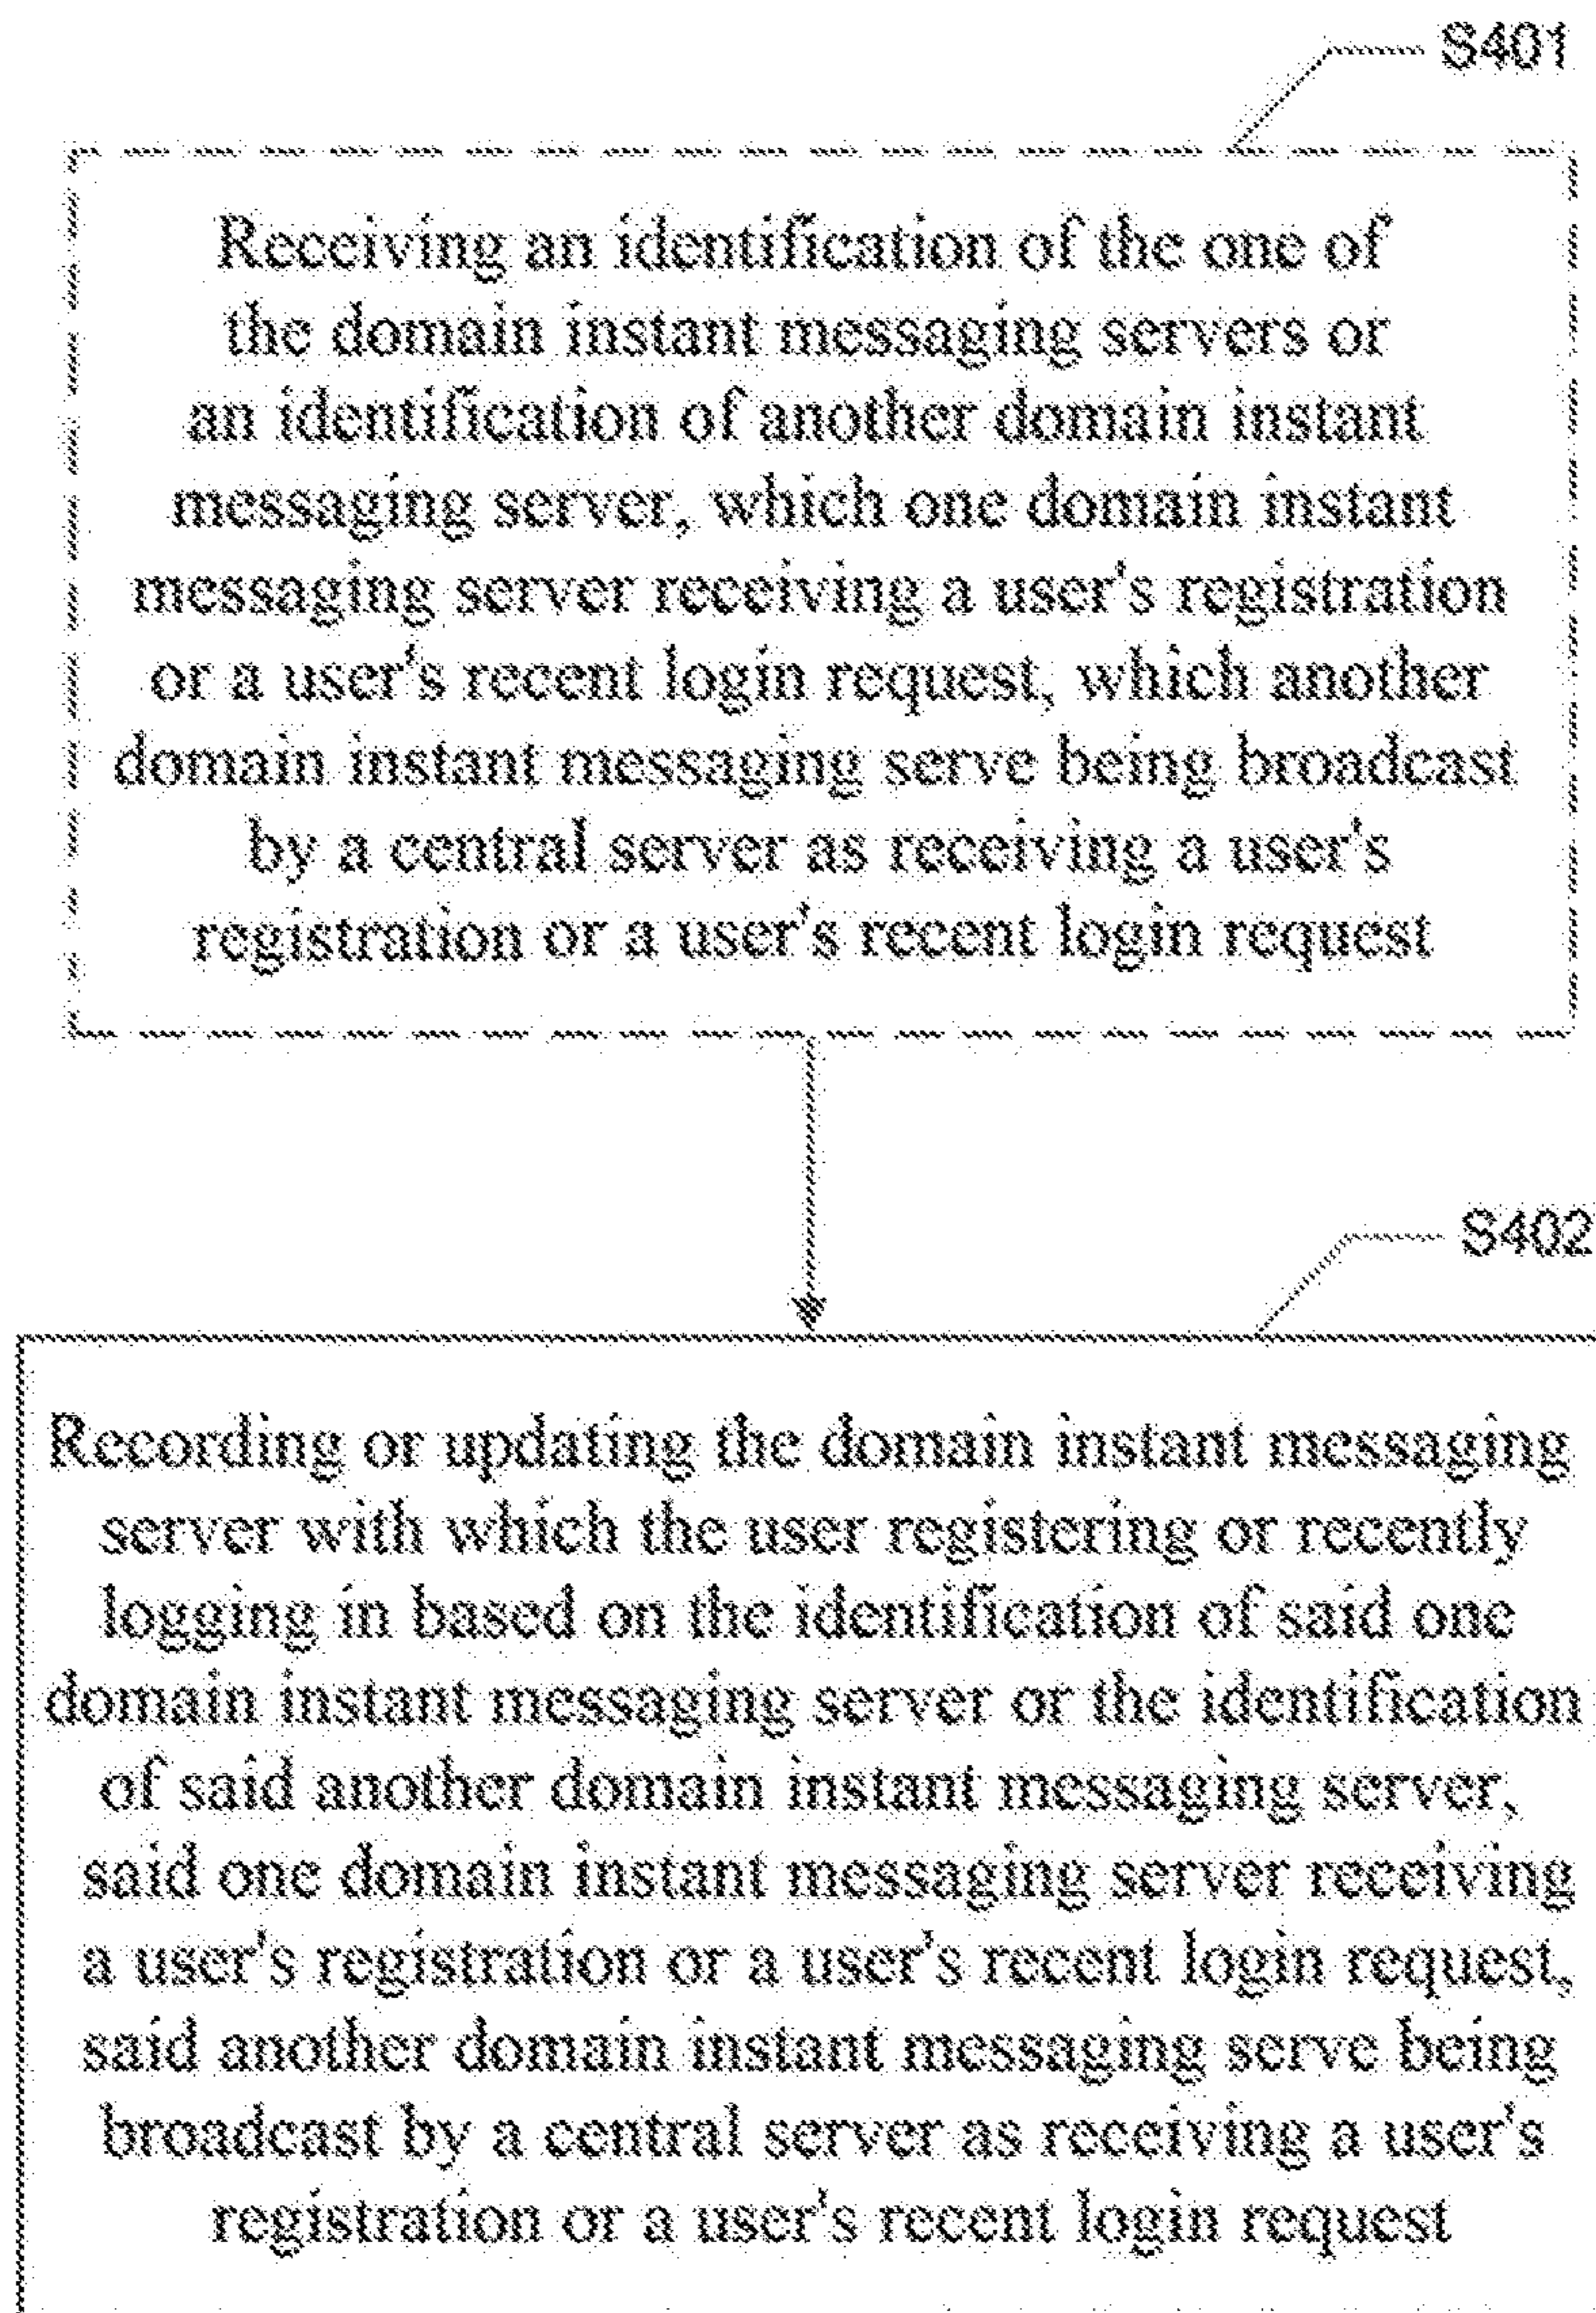 S401
Receiving an identification of the one of
the domain instant messaging servers or
an identification of another domain instant
messaging server, which one domain instant
messaging server receiving a user's registration
or a user's recent login request, which another
domain instant messaging serve being broadcast
by a central server as receiving a user's
registration or a user's recent login request
S402
Recording or updating the domain instant messaging
server with which the user registering or recently
logging in based on the identification of said one
domain instant messaging server or the identification
of said another domain instant messaging server,
said one domain instant messaging server receiving
a user's registration or a user's recent login request,
said another domain instant messaging serve being
broadcast by a central server as receiving a user's
registration or a user's recent login request